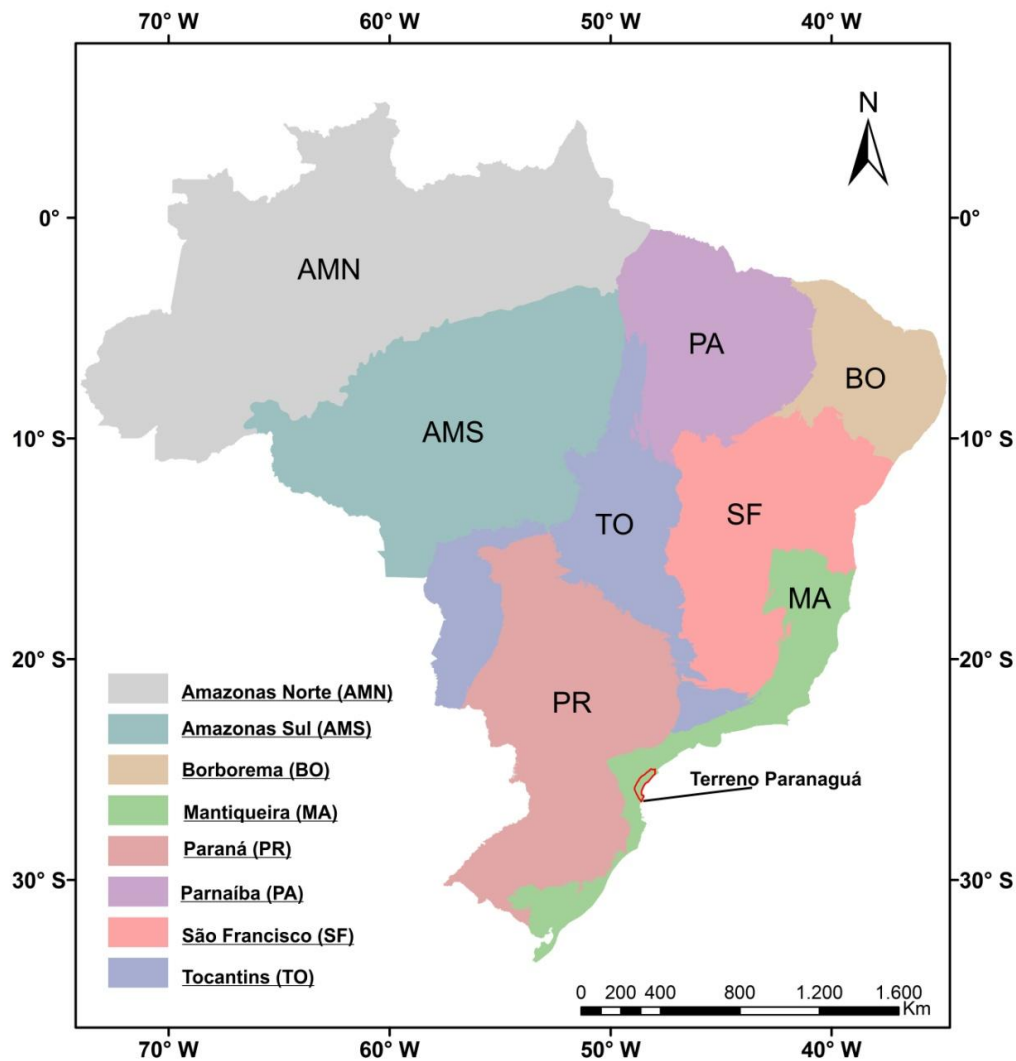 70° W 60° W 50° W 40° W
N
0° 0°
AMN
PA
BO
AMS
10° S 10° S
SF
TO
MA
20° S 20° S
PR
Amazonas Norte (AMN)
Amazonas Sul (AMS)
Borborema (BO)
Terreno Paranaguá
Mantiqueira (MA)
Paraná (PR)
30° S 30° S
Parnaíba (PA)
São Francisco (SF)
Tocantins (TO)
0 200 400 800 1.200 1.600
Km
70° W 60° W 50° W 40° W